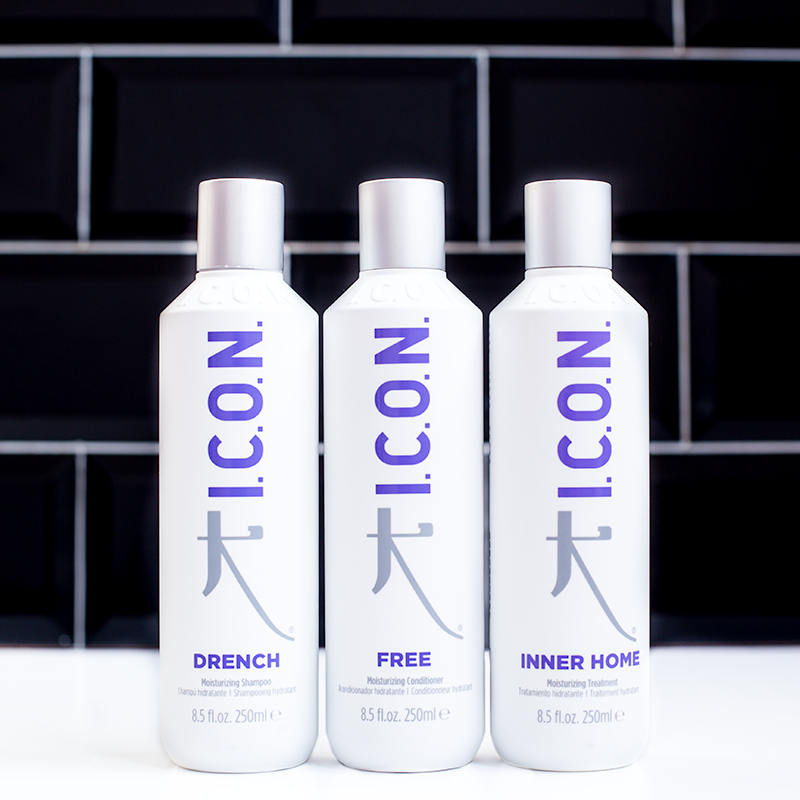 I.C.O.N.
I.C.O.N.
®
DRENCH
Moisturizing Shampoo
Champú hidratante | Shampooing hydratant
8.5 fl.oz. 250ml ℮
I.C.O.N.
I.C.O.N.
®
FREE
Moisturizing Conditioner
Acondicionador hidratante | Conditionneur hydratant
8.5 fl.oz. 250ml ℮
I.C.O.N.
I.C.O.N.
®
INNER HOME
Moisturizing Treatment
Tratamiento hidratante | Traitement hydratant
8.5 fl.oz. 250ml ℮